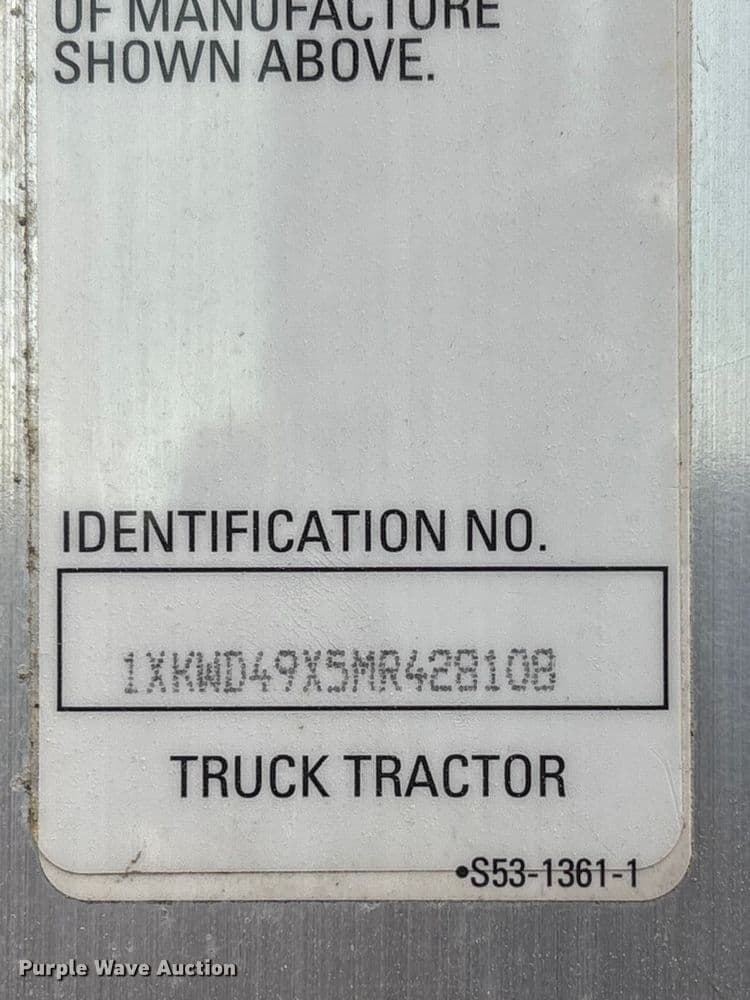 OF MANUFACTURE
SHOWN ABOVE.
IDENTIFICATION NO.
1XKWD49X5MR428108
TRUCK TRACTOR
•S53-1361-1
Purple Wave Auction